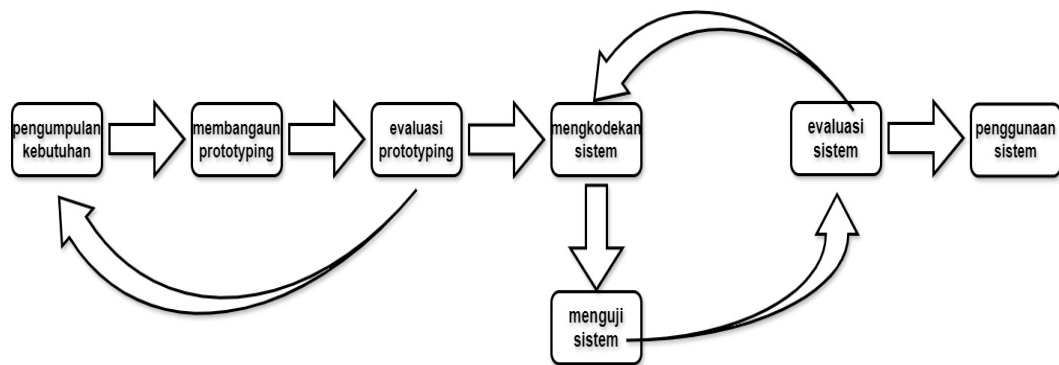 pengumpulan
kebutuhan
membangaun
prototyping
evaluasi
prototyping
mengkodekan
sistem
menguji
sistem
evaluasi
sistem
penggunaan
sistem